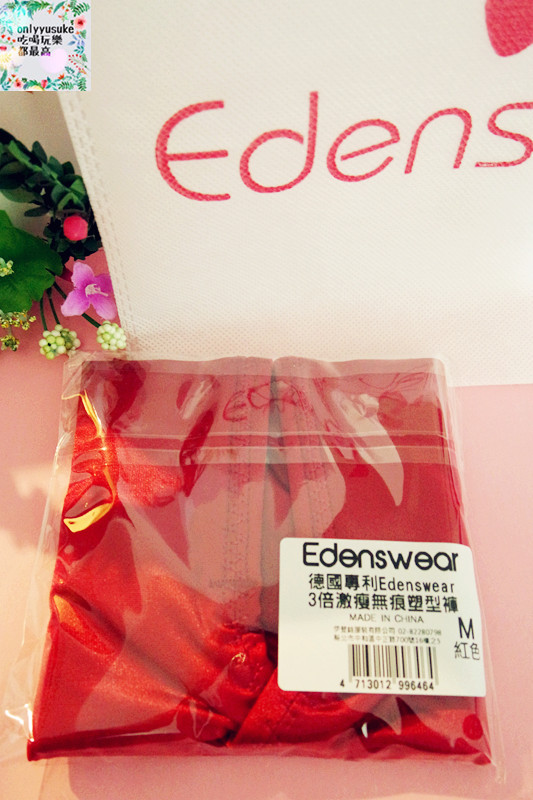 onlyyusuke
吃喝玩樂
都最高
Edens
Edenswear
德國專利Edenswear
3倍激瘦無痕塑型褲
MADE IN CHINA
02-82280798
M
紅色
4 713012 996464